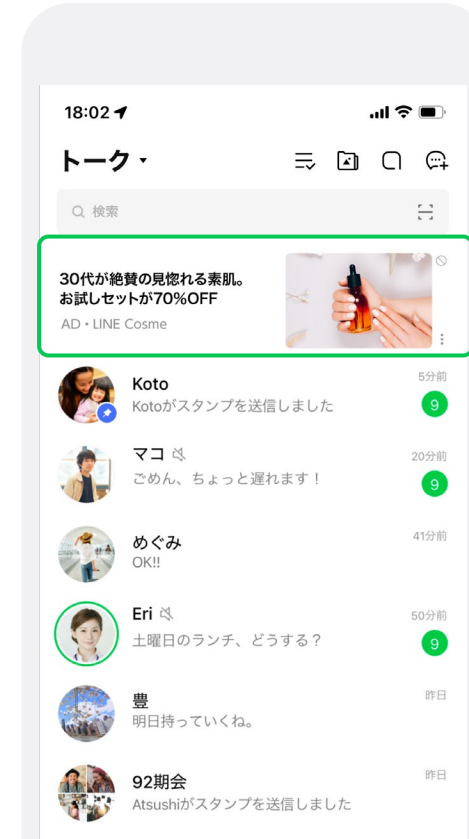 18:02
トーク
検索
30代が絶賛の見惚れる素肌。
お試しセットが70%OFF
AD・LINE Cosme
Koto
5分前
Kotoがスタンプを送信しました
9
マコ
20分前
ごめん、ちょっと遅れます！
9
めぐみ
41分前
OK!!
Eri
50分前
土曜日のランチ、どうする？
9
豊
昨日
明日持っていくね。
92期会
昨日
Atsushiがスタンプを送信しました